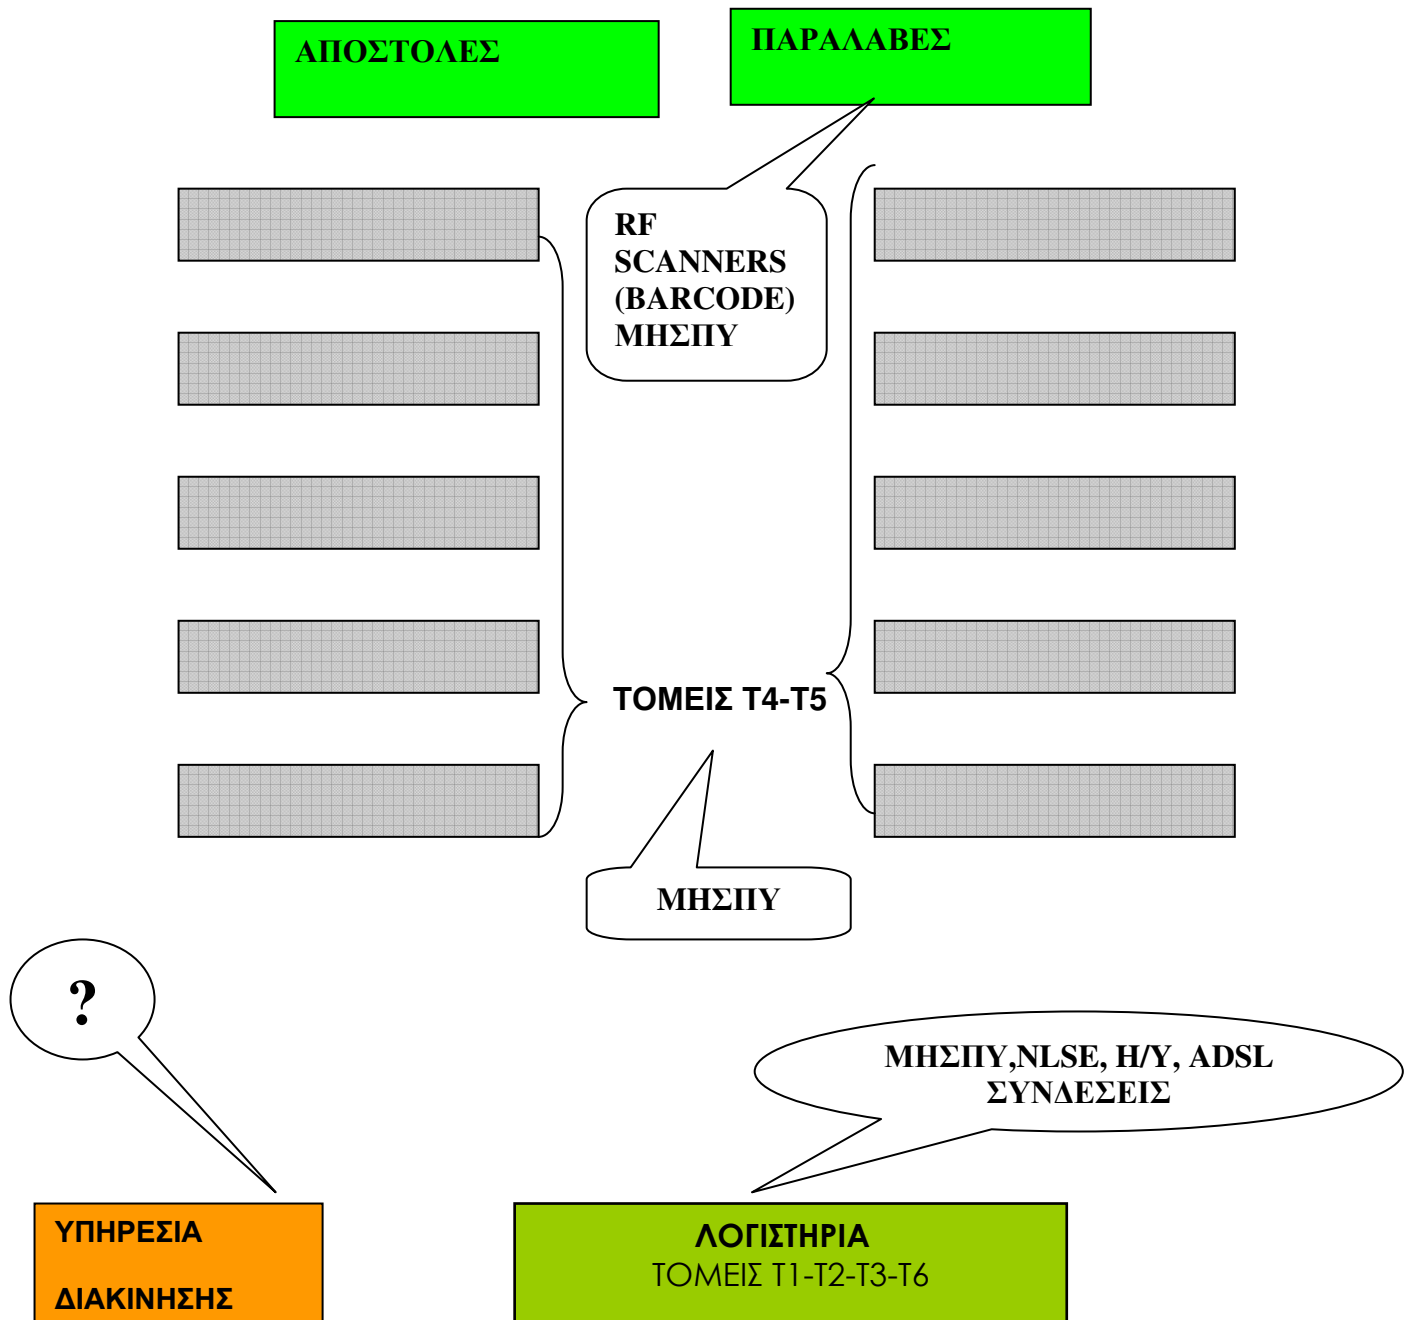 ΑΠΟΣΤΟΛΕΣ
ΠΑΡΑΛΑΒΕΣ
RF
SCANNERS
(BARCODE)
ΜΗΣΠΥ
ΤΟΜΕΙΣ Τ4-Τ5
ΜΗΣΠΥ
?
ΜΗΣΠΥ,NLSE, Η/Υ, ADSL
ΣΥΝΔΕΣΕΙΣ
ΥΠΗΡΕΣΙΑ
ΔΙΑΚΙΝΗΣΗΣ
ΛΟΓΙΣΤΗΡΙΑ
ΤΟΜΕΙΣ Τ1-Τ2-Τ3-Τ6